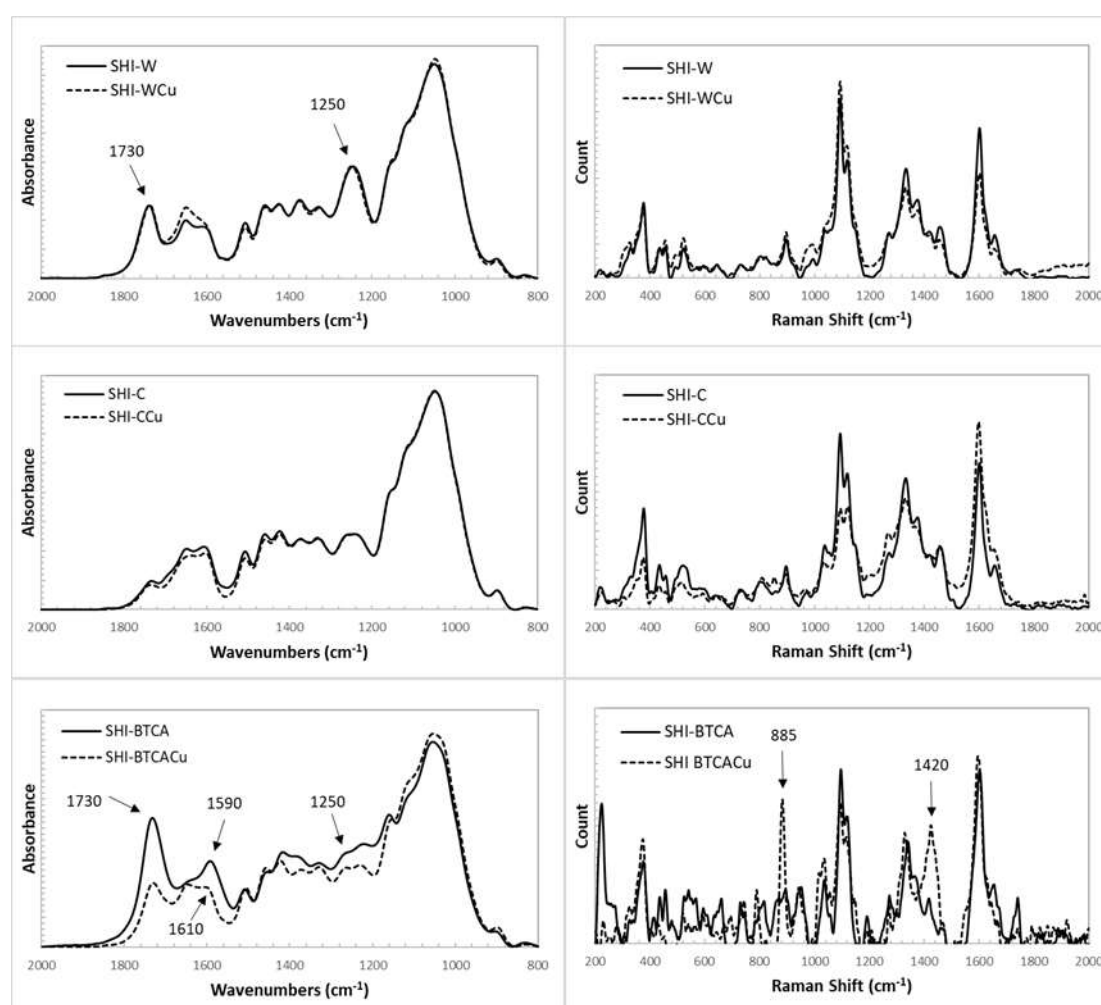 SHI-W
SHI-WCu
1730
1250
Absorbance
2000 1800 1600 1400 1200 1000 800
Wavenumbers (cm⁻¹)
SHI-W
SHI-WCu
Count
200 400 600 800 1000 1200 1400 1600 1800 2000
Raman Shift (cm⁻¹)
SHI-C
SHI-CCu
Absorbance
2000 1800 1600 1400 1200 1000 800
Wavenumbers (cm⁻¹)
SHI-C
SHI-CCu
Count
200 400 600 800 1000 1200 1400 1600 1800 2000
Raman Shift (cm⁻¹)
SHI-BTCA
SHI-BTCACu
1730
1590
1250
1610
Absorbance
2000 1800 1600 1400 1200 1000 800
Wavenumbers (cm⁻¹)
SHI-BTCA
SHI BTCACu
885
1420
Count
200 400 600 800 1000 1200 1400 1600 1800 2000
Raman Shift (cm⁻¹)